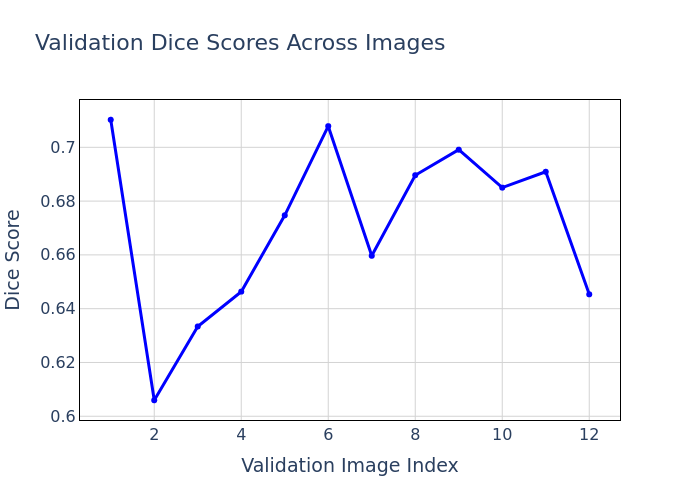 Validation Dice Scores Across Images
Dice Score
0.7
0.68
0.66
0.64
0.62
0.6
2 4 6 8 10 12
Validation Image Index